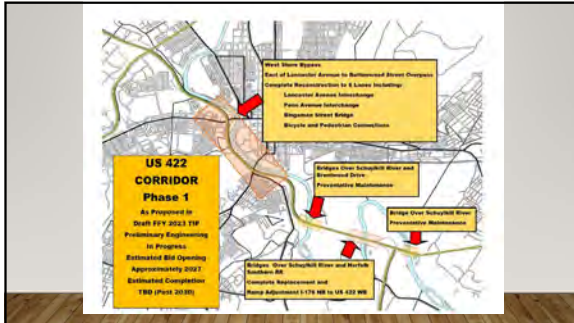 West Shore Bypass
East of Lancaster Avenue to Buttonwood Street Overpass
Complete Reconstruction to 6 Lanes Including:
Lancaster Avenue Interchange
Penn Avenue Interchange
Bingaman Street Bridge
Bicycle and Pedestrian Connections
US 422
CORRIDOR
Phase 1
As Proposed in
Draft FFY 2023 TIP
Preliminary Engineering
In Progress
Estimated Bid Opening
Approximately 2027
Estimated Completion
TBD (Post 2030)
Bridges Over Schuylkill River and
Brentwood Drive
Preventative Maintenance
Bridge Over Schuylkill River
Preventative Maintenance
Bridges Over Schuylkill River and Norfolk
Southern RR
Complete Replacement and
Ramp Adjustment I-176 NB to US 422 WB